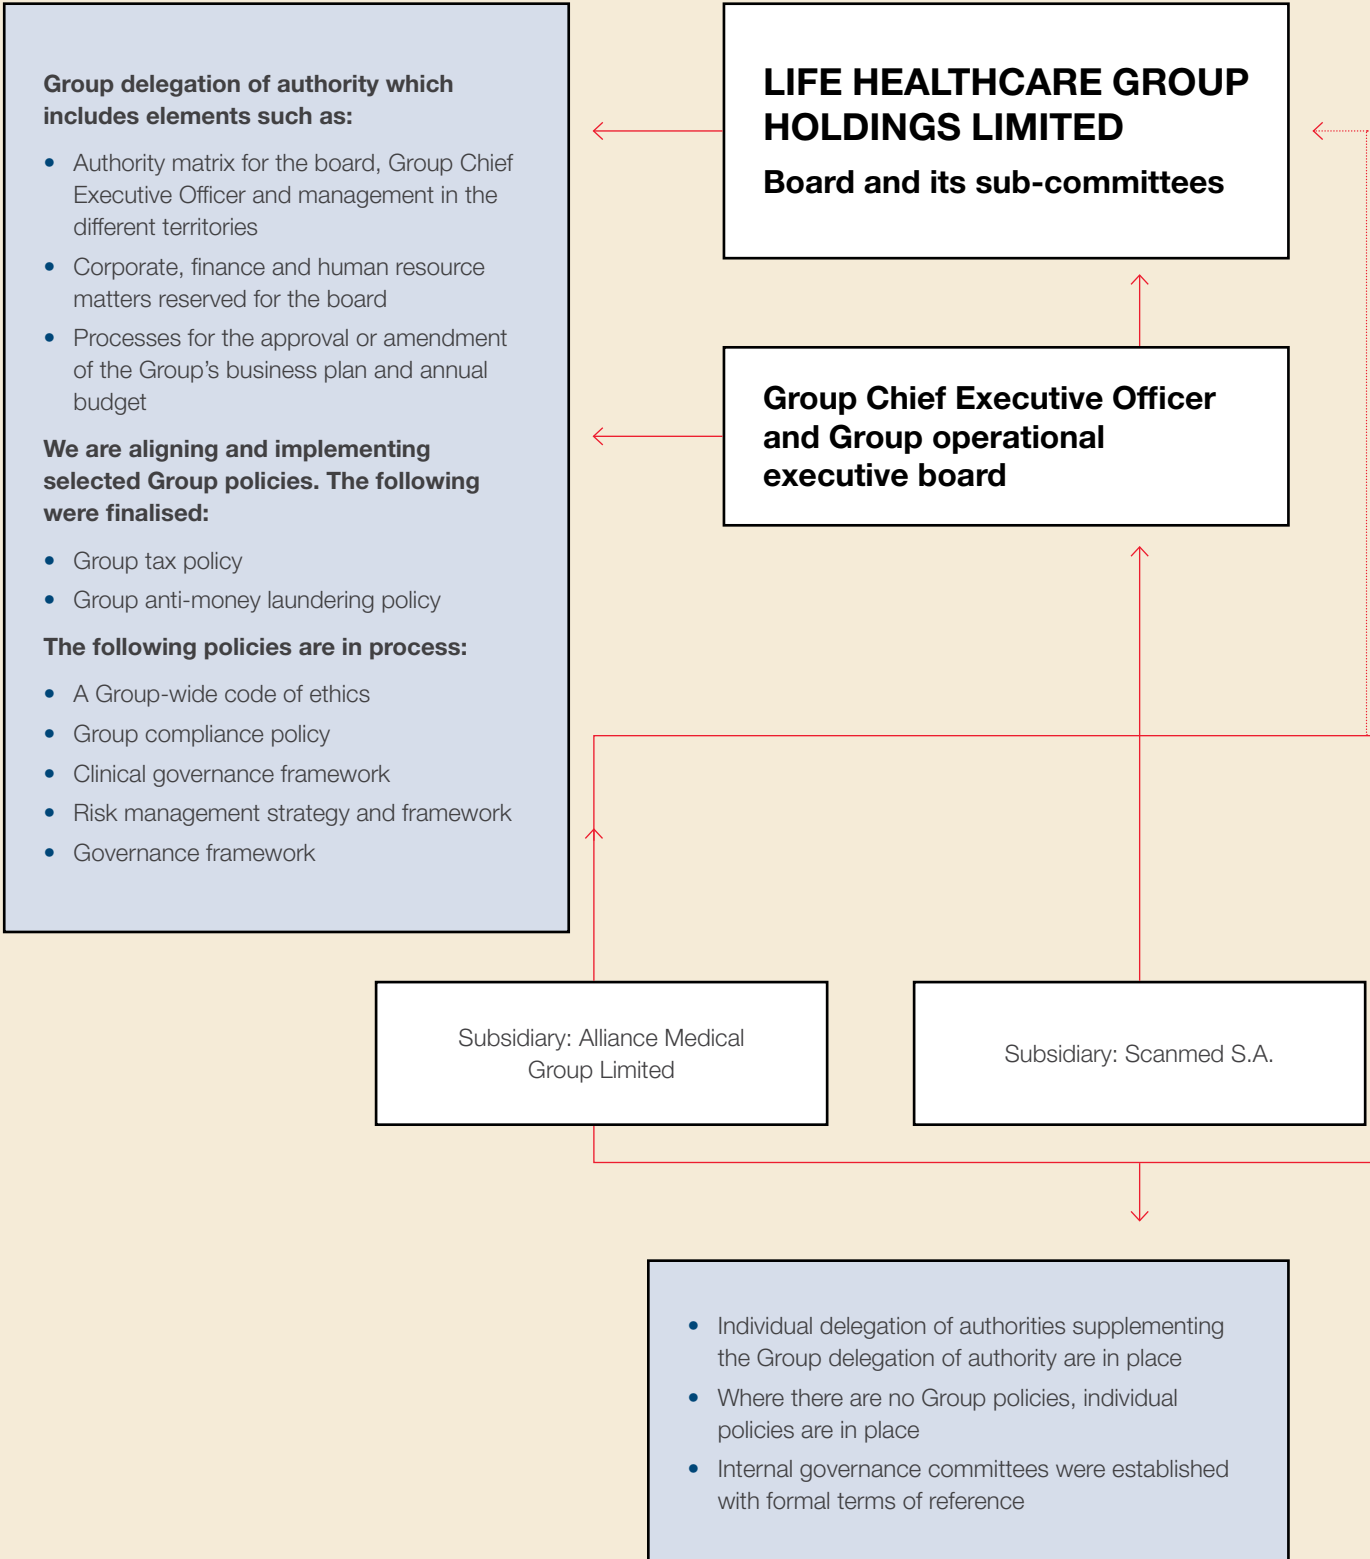 Group delegation of authority which
includes elements such as:
• Authority matrix for the board, Group Chief
Executive Officer and management in the
different territories
• Corporate, finance and human resource
matters reserved for the board
• Processes for the approval or amendment
of the Group’s business plan and annual
budget
We are aligning and implementing
selected Group policies. The following
were finalised:
• Group tax policy
• Group anti-money laundering policy
The following policies are in process:
• A Group-wide code of ethics
• Group compliance policy
• Clinical governance framework
• Risk management strategy and framework
• Governance framework
LIFE HEALTHCARE GROUP
HOLDINGS LIMITED
Board and its sub-committees
Group Chief Executive Officer
and Group operational
executive board
Subsidiary: Alliance Medical
Group Limited
Subsidiary: Scanmed S.A.
• Individual delegation of authorities supplementing
the Group delegation of authority are in place
• Where there are no Group policies, individual
policies are in place
• Internal governance committees were established
with formal terms of reference